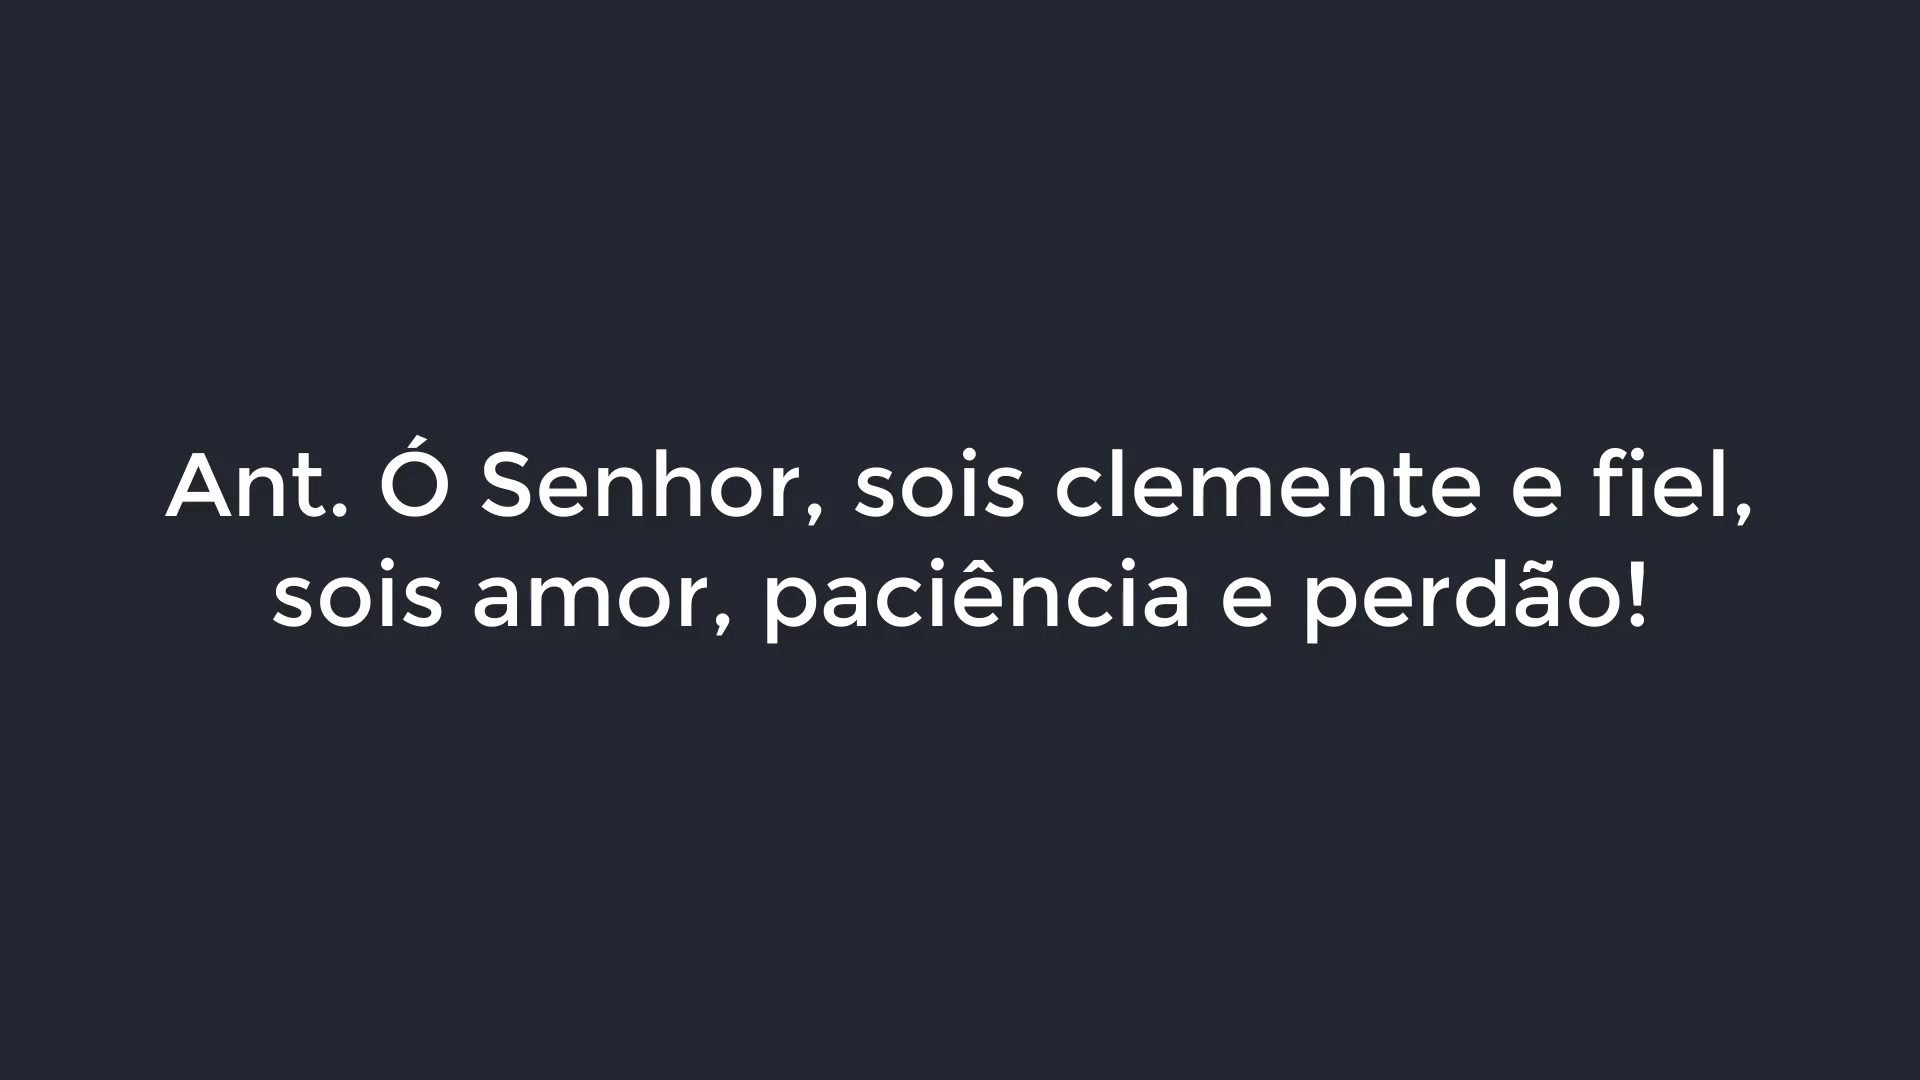 Ant. Ó Senhor, sois clemente e fiel,
sois amor, paciência e perdão!